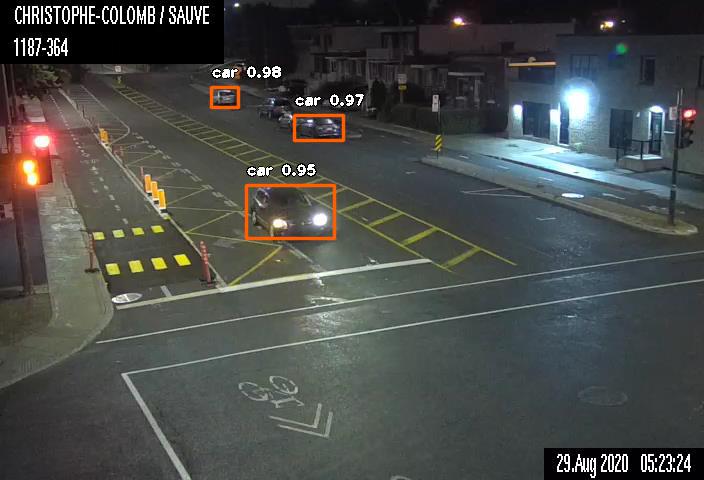 CHRISTOPHE-COLOMB / SAUVE
1187-364
car 0.98
car 0.97
car 0.95
29.Aug 2020 05:23:24